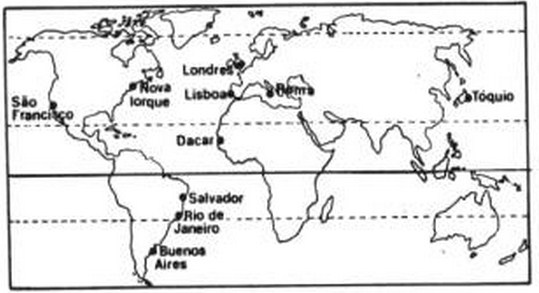 Londres
Nova
Iorque
Lisboa
Roma
São
Francisco
Tóquio
Dacar
Salvador
Rio de
Janeiro
Buenos
Aires